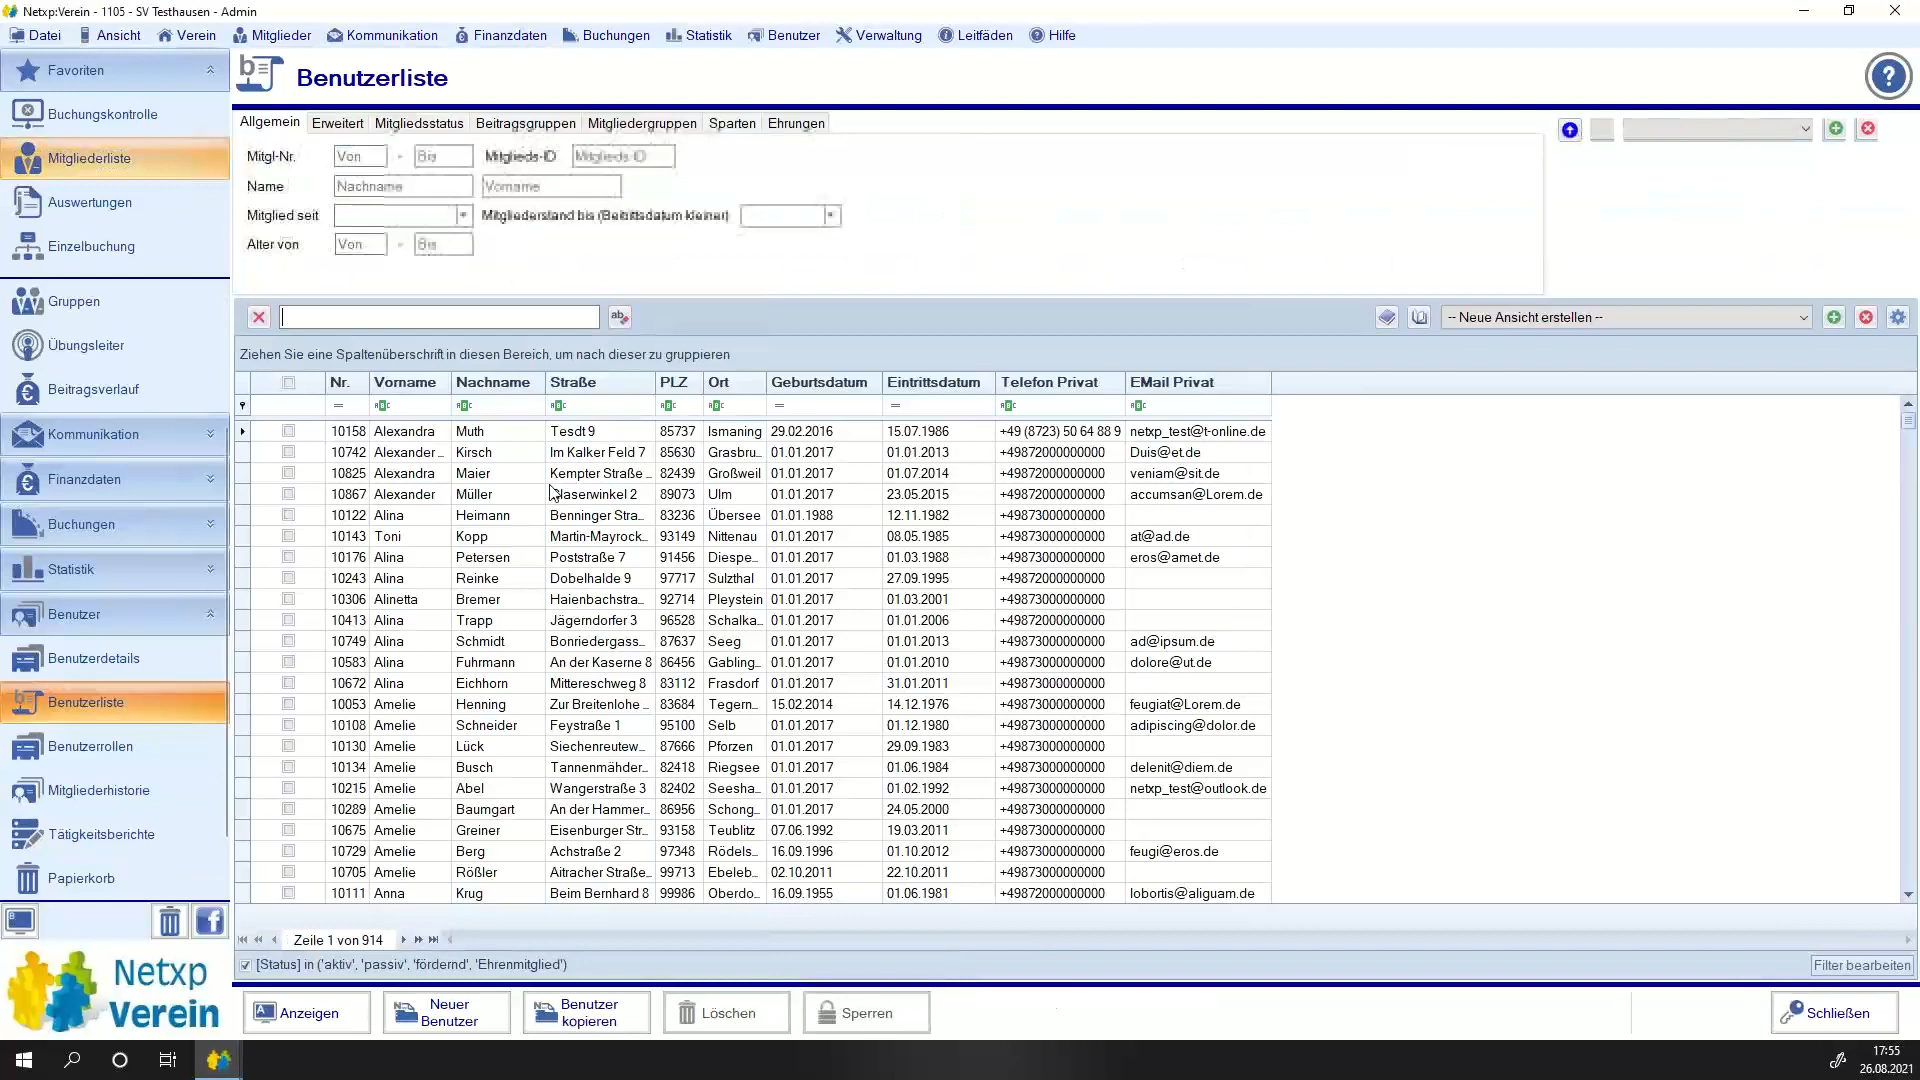 Netxp:Verein - 1105 - SV Testhausen - Admin
Datei Ansicht Verein Mitglieder Kommunikation Finanzdaten Buchungen Statistik Benutzer Verwaltung Leitfäden Hilfe
Favoriten
Buchungskontrolle
Mitgliederliste
Auswertungen
Einzelbuchung
Gruppen
Übungsleiter
Beitragsverlauf
Kommunikation
Finanzdaten
Buchungen
Statistik
Benutzer
Benutzerdetails
Benutzerliste
Benutzerrollen
Mitgliederhistorie
Tätigkeitsberichte
Papierkorb
Netxp
Verein
Benutzerliste
Allgemein Erweitert Mitgliedsstatus Beitragsgruppen Mitgliedergruppen Sparten Ehrungen
Mitgl-Nr. Von - Bis Mitglieds-ID Mitglieds-ID
Name Nachname Vorname
Mitglied seit Mitgliederstand bis (Beitrittsdatum kleiner)
Alter von Von - Bis
-- Neue Ansicht erstellen --
Ziehen Sie eine Spaltenüberschrift in diesen Bereich, um nach dieser zu gruppieren
Nr. Vorname Nachname Straße PLZ Ort Geburtsdatum Eintrittsdatum Telefon Privat EMail Privat
10158 Alexandra Muth Tesdt 9 85737 Ismaning 29.02.2016 15.07.1986 +49 (8723) 50 64 88 9 netxp_test@t-online.de
10742 Alexander ... Kirsch Im Kalker Feld 7 85630 Grasbru... 01.01.2017 01.01.2013 +49872000000000 Duis@et.de
10825 Alexandra Maier Kempter Straße ... 82439 Großweil 01.01.2017 01.07.2014 +49872000000000 veniam@sit.de
10867 Alexander Müller laserwinkel 2 89073 Ulm 01.01.2017 23.05.2015 +49872000000000 accumsan@Lorem.de
10122 Alina Heimann Benninger Stra... 83236 Übersee 01.01.1988 12.11.1982 +49873000000000
10143 Toni Kopp Martin-Mayrock... 93149 Nittenau 01.01.2017 08.05.1985 +49873000000000 at@ad.de
10176 Alina Petersen Poststraße 7 91456 Diespe... 01.01.2017 01.03.1988 +49873000000000 eros@amet.de
10243 Alina Reinke Dobelhalde 9 97717 Sulzthal 01.01.2017 27.09.1995 +49872000000000
10306 Alinetta Bremer Haienbachstra... 92714 Pleystein 01.01.2017 01.03.2001 +49873000000000
10413 Alina Trapp Jägerndorfer 3 96528 Schalka... 01.01.2017 01.01.2006 +49872000000000
10749 Alina Schmidt Bonriedergass... 87637 Seeg 01.01.2017 01.01.2013 +49873000000000 ad@ipsum.de
10583 Alina Fuhrmann An der Kaserne 8 86456 Gabling... 01.01.2017 01.01.2010 +49873000000000 dolore@ut.de
10672 Alina Eichhorn Mittereschweg 8 83112 Frasdorf 01.01.2017 31.01.2011 +49873000000000
10053 Amelie Henning Zur Breitenlohe ... 83684 Tegern... 15.02.2014 14.12.1976 +49873000000000 feugiat@Lorem.de
10108 Amelie Schneider Feystraße 1 95100 Selb 01.01.2017 01.12.1980 +49873000000000 adipiscing@dolor.de
10130 Amelie Lück Siechenreutew... 87666 Pforzen 01.01.2017 29.09.1983 +49873000000000
10134 Amelie Busch Tannenmähder... 82418 Riegsee 01.01.2017 01.06.1984 +49873000000000 delenit@diem.de
10215 Amelie Abel Wangerstraße 3 82402 Seesha... 01.01.2017 01.02.1992 +49873000000000 netxp_test@outlook.de
10289 Amelie Baumgart An der Hammer... 86956 Schong... 01.01.2017 24.05.2000 +49873000000000
10675 Amelie Greiner Eisenburger Str... 93158 Teublitz 07.06.1992 19.03.2011 +49873000000000
10729 Amelie Berg Achstraße 2 97348 Rödels... 16.09.1996 01.10.2012 +49873000000000 feugi@eros.de
10705 Amelie Rößler Aitracher Straße... 99713 Ebeleb... 02.10.2011 22.10.2011 +49873000000000
10111 Anna Krug Beim Bernhard 8 99986 Oberdo... 16.09.1955 01.06.1981 +49872000000000 lobortis@aliguam.de
Zeile 1 von 914
[Status] in ('aktiv', 'passiv', 'fördernd', 'Ehrenmitglied')
Filter bearbeiten
Anzeigen
Neuer Benutzer
Benutzer kopieren
Löschen
Sperren
Schließen
17:55
26.08.2021